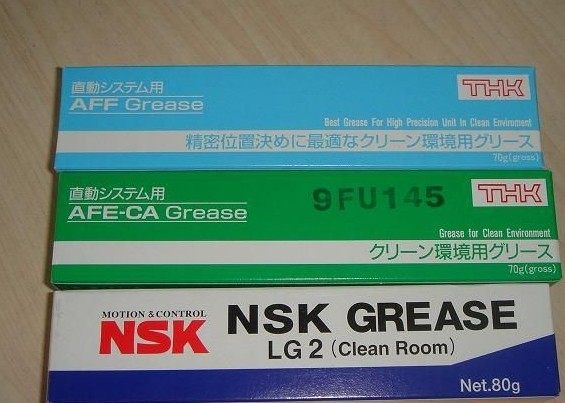 直動システム用
AFF Grease
THK
Best Grease For High Precision Unit In Clean Enviroment
精密位置決めに最適なクリーン環境用グリース
70g(gross)
直動システム用
AFE-CA Grease
9FU145
THK
Grease for Clean Environment
クリーン環境用グリース
70g(gross)
MOTION & CONTROL
NSK
NSK GREASE
LG 2 (Clean Room)
Net.80g